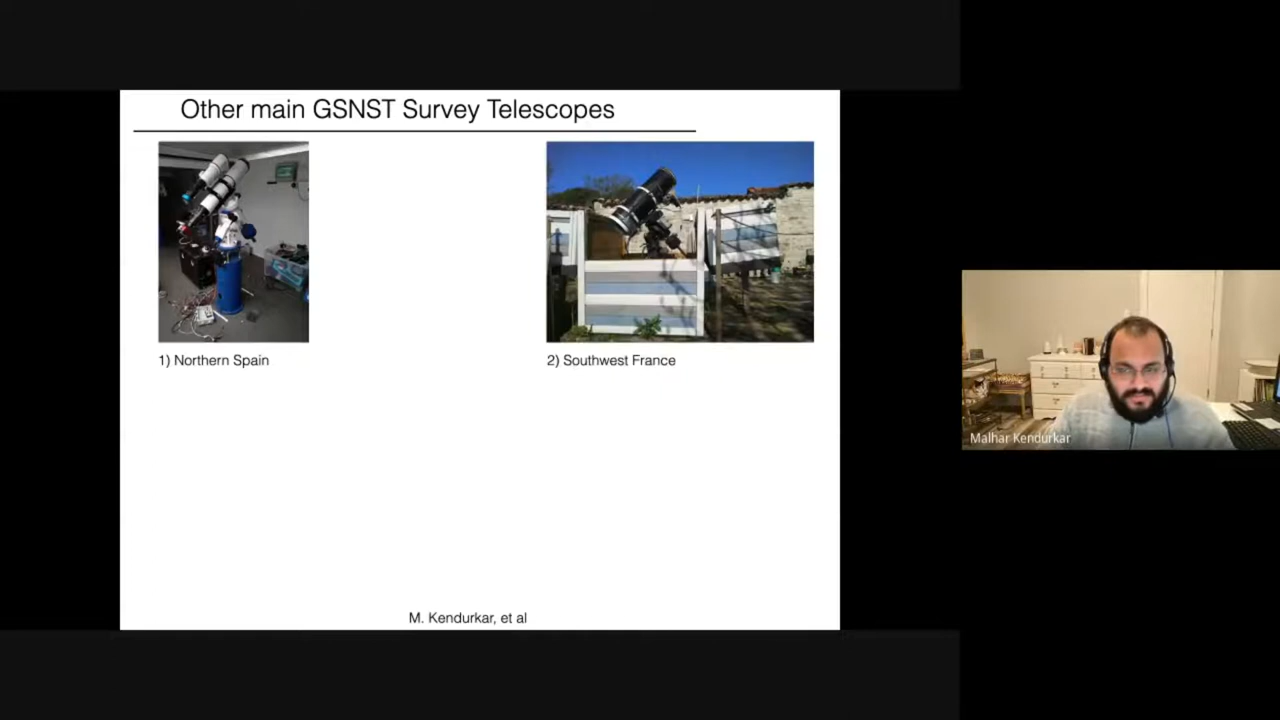 Other main GSNST Survey Telescopes
1) Northern Spain
2) Southwest France
M. Kendurkar, et al
Malhar Kendurkar